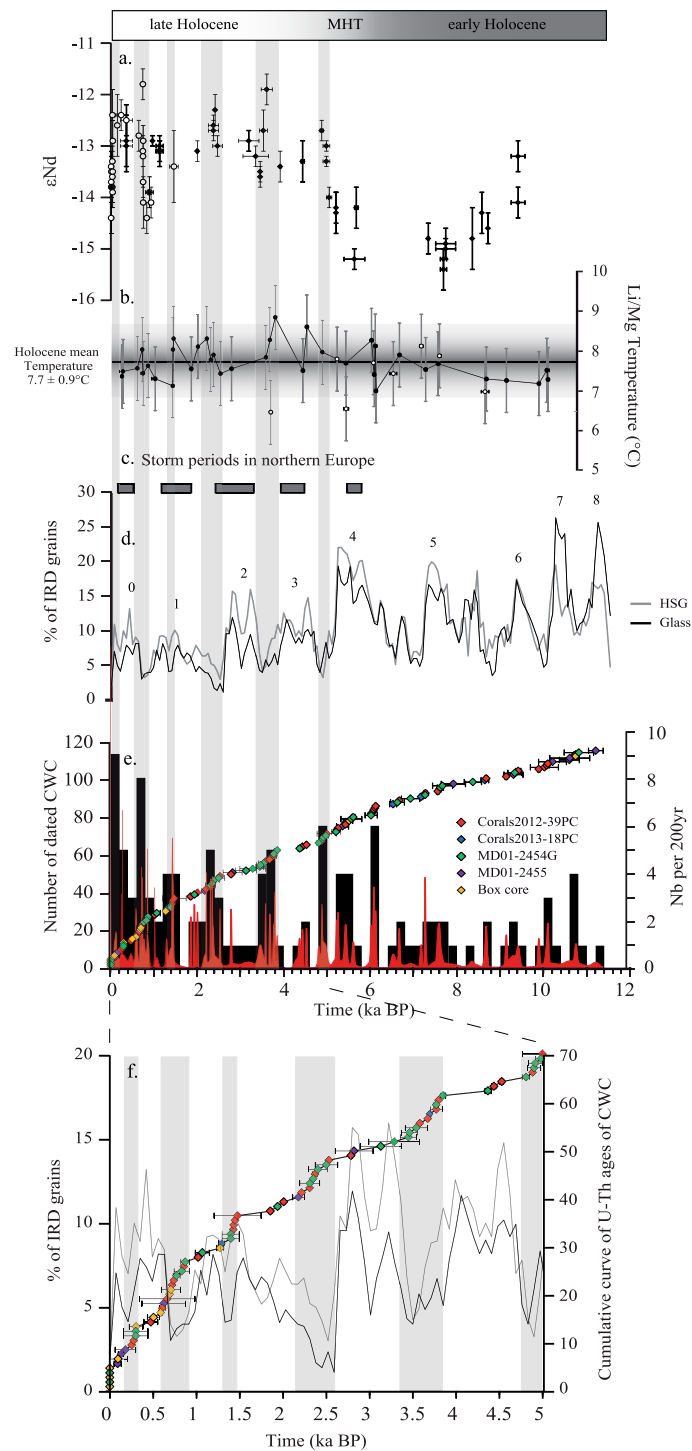 late Holocene MHT early Holocene
-11
a.
-12
-13
εNd
-14
-15
-16
10
b.
9
8
7
6
5
Li/Mg Temperature (°C)
Holocene mean
Temperature
7.7 ± 0.9°C
c. Storm periods in northern Europe
30
d.
25
20
15
10
5
0
% of IRD grains
0 1 2 3 4 5 6 7 8
HSG
Glass
e.
120
100
80
60
40
20
0
Number of dated CWC
10
8
6
4
2
0
Nb per 200yr
Corals2012-39PC
Corals2013-18PC
MD01-2454G
MD01-2455
Box core
0 2 4 6 8 10 12
Time (ka BP)
f.
20
15
10
5
0
% of IRD grains
70
60
50
40
30
20
10
0
Cumulative curve of U-Th ages of CWC
0 0.5 1 1.5 2 2.5 3 3.5 4 4.5 5
Time (ka BP)